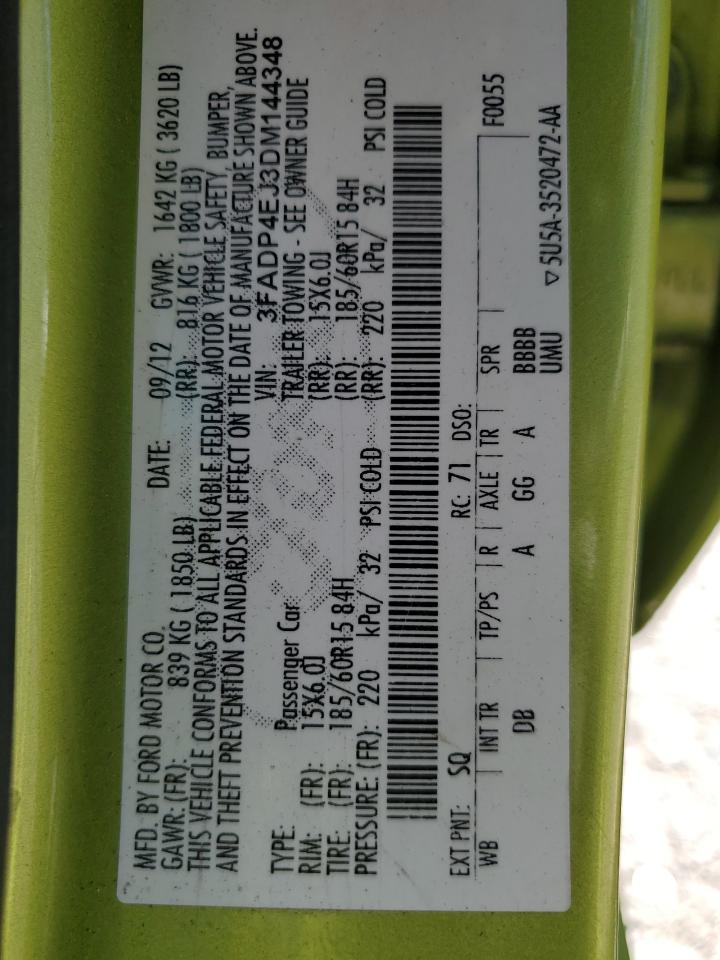 MFD. BY FORD MOTOR CO.
DATE: 09/12 GVWR: 1642 KG ( 3620 LB)
GAWR: (FR): 839 KG ( 1850 LB) (RR): 816 KG ( 1800 LB)
THIS VEHICLE CONFORMS TO ALL APPLICABLE FEDERAL MOTOR VEHICLE SAFETY, BUMPER,
AND THEFT PREVENTION STANDARDS IN EFFECT ON THE DATE OF MANUFACTURE SHOWN ABOVE.
VIN: 3FADP4EJ3DM144348
TYPE: Passenger Car TRAILER TOWING - SEE OWNER GUIDE
RIM: (FR): 15X6.0J (RR): 15X6.0J
TIRE: (FR): 185/60R15 84H (RR): 185/60R15 84H
PRESSURE: (FR): 220 kPa/ 32 PSI COLD (RR): 220 kPa/ 32 PSI COLD
EXT PNT: SQ RC: 71 DSO: F0055
WB INT TR TP/PS R AXLE TR SPR
DB A GG A BBBB
UMU
▽ 5U5A-3520472-AA